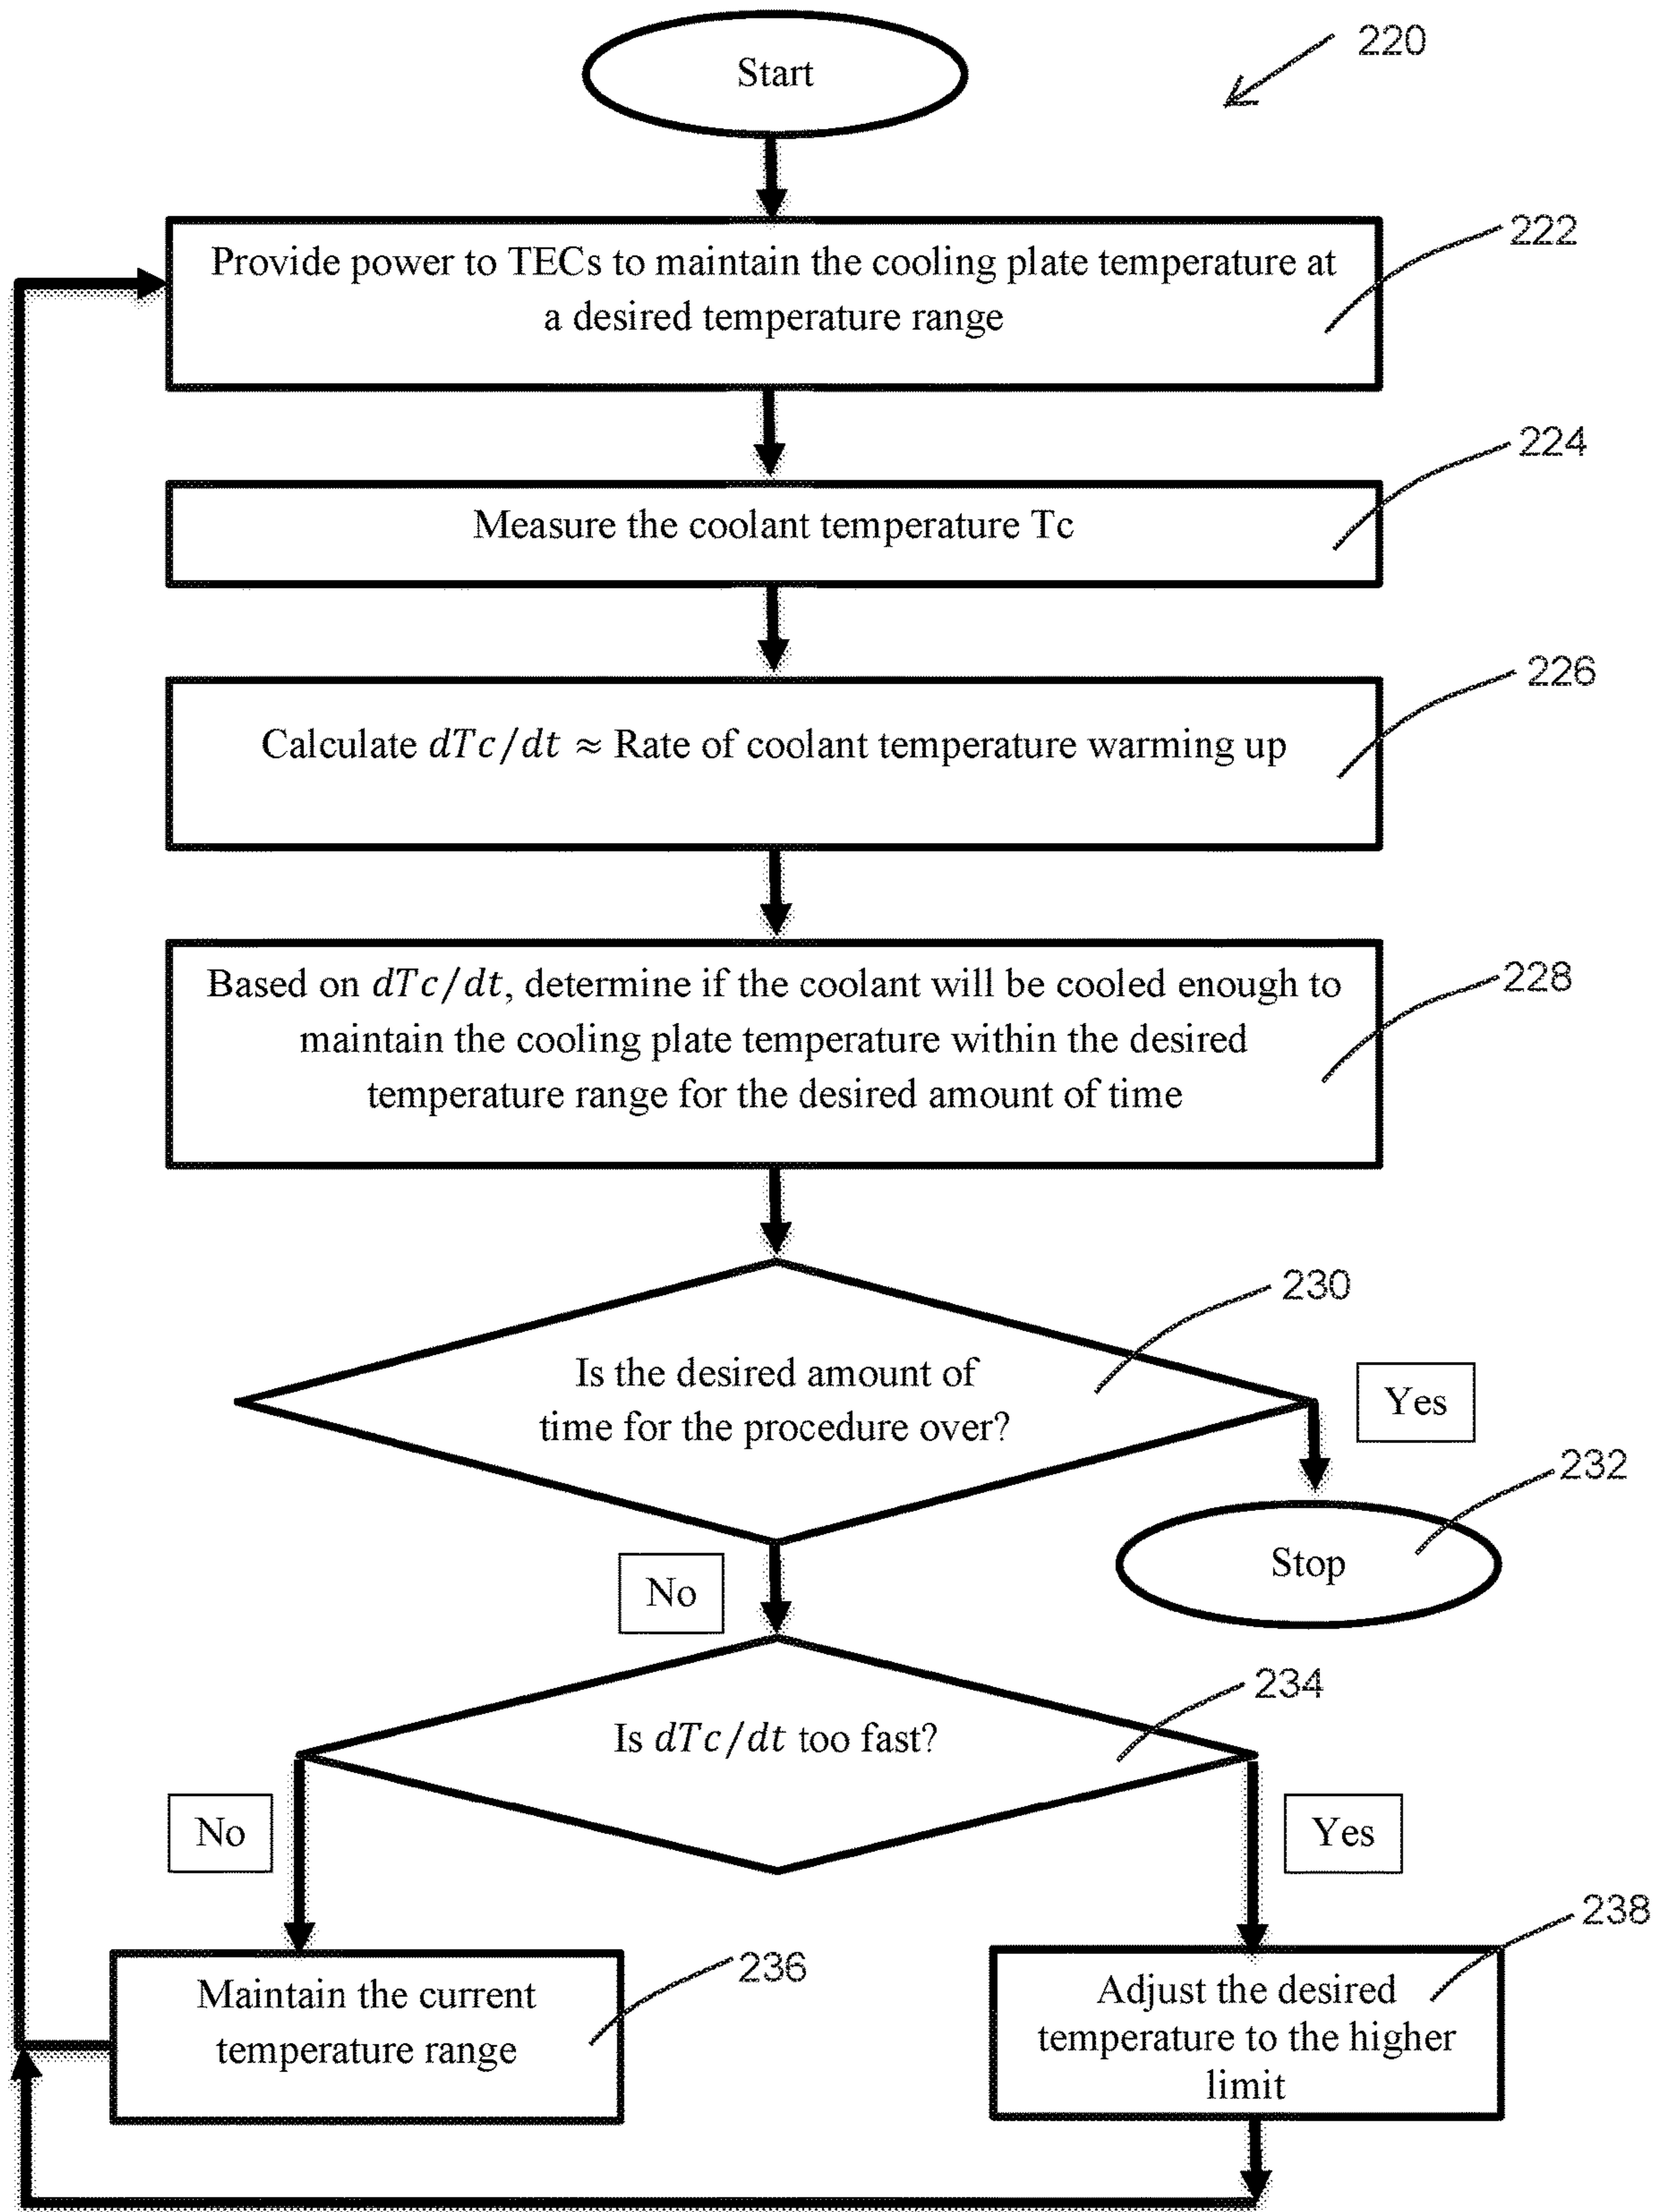 Start
220
Provide power to TECs to maintain the cooling plate temperature at
a desired temperature range
222
Measure the coolant temperature Tc
224
Calculate dTc/dt ≈ Rate of coolant temperature warming up
226
Based on dTc/dt, determine if the coolant will be cooled enough to
maintain the cooling plate temperature within the desired
temperature range for the desired amount of time
228
Is the desired amount of
time for the procedure over?
230
Yes
Stop
232
No
Is dTc/dt too fast?
234
No
Yes
Maintain the current
temperature range
236
Adjust the desired
temperature to the higher
limit
238